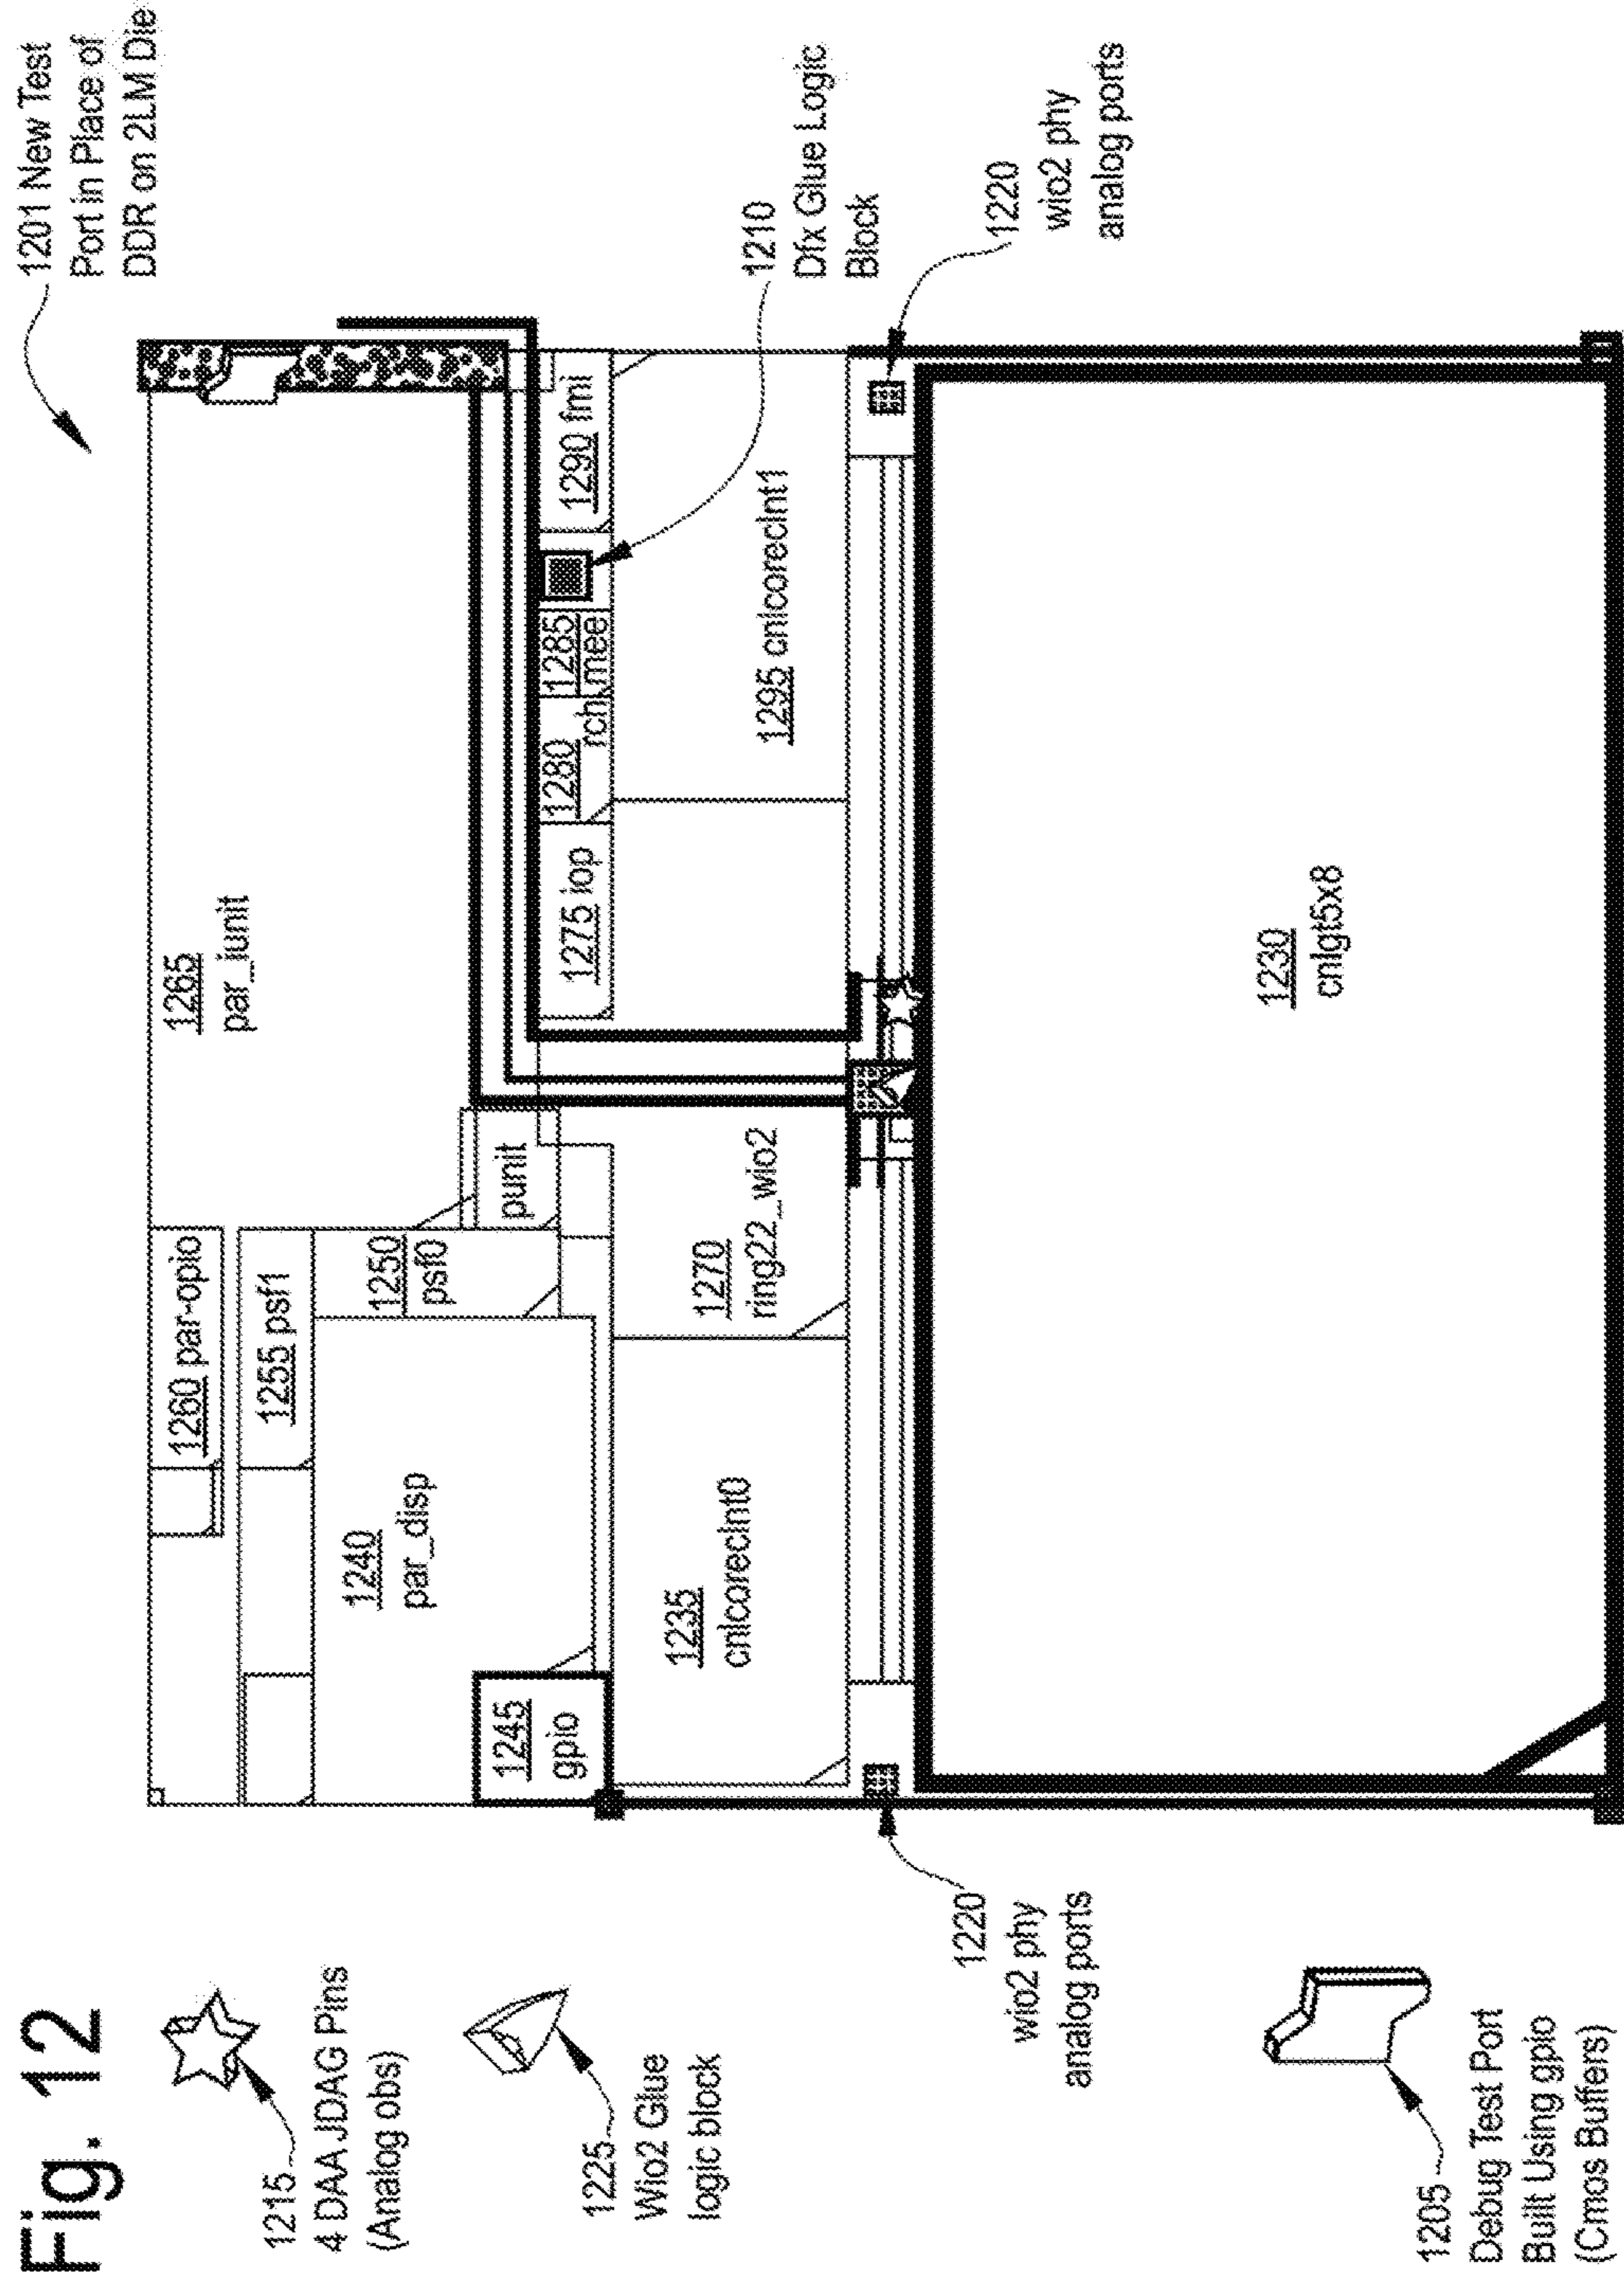 Fig. 12
1215
4 DAA JDAG Pins
(Analog obs)
1225
Wio2 Glue
logic block
1205
Debug Test Port
Built Using gpio
(Cmos Buffers)
1220
wio2 phy
analog ports
1201 New Test
Port in Place of
DDR on 2LM Die
1260 par-opio
1265
par_iunit
1255 psf1
1250
psf0
punit
1240
par_disp
1245
gpio
1235
cnlcoreclnt0
1270
ring22_wio2
1275 iop
1280
rch
1285
mee
1290 fmi
1295 cnlcoreclnt1
1230
cnlgt5x8
1210
Dfx Glue Logic
Block
1220
wio2 phy
analog ports